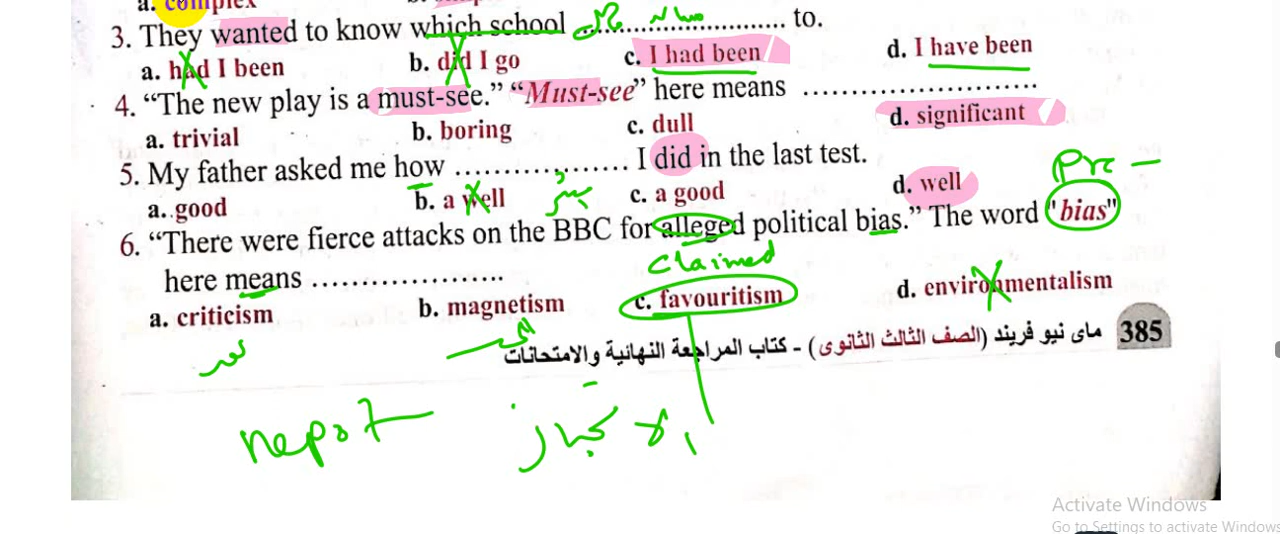 a. complex
3. They wanted to know which school .............................. to.
a. had I been b. did I go c. I had been d. I have been
4. “The new play is a must-see.” “Must-see” here means ..............................
a. trivial b. boring c. dull d. significant
5. My father asked me how ........................ I did in the last test.
a. good b. a well c. a good d. well
Pre -
6. “There were fierce attacks on the BBC for alleged political bias.” The word "bias"
claimed
here means ........................
a. criticism b. magnetism c. favouritism d. environmentalism
385 ماى نيو فريند (الصف الثالث الثانوى) - كتاب المراجعة النهائية والامتحانات
Activate Windows
Go to Settings to activate Windows